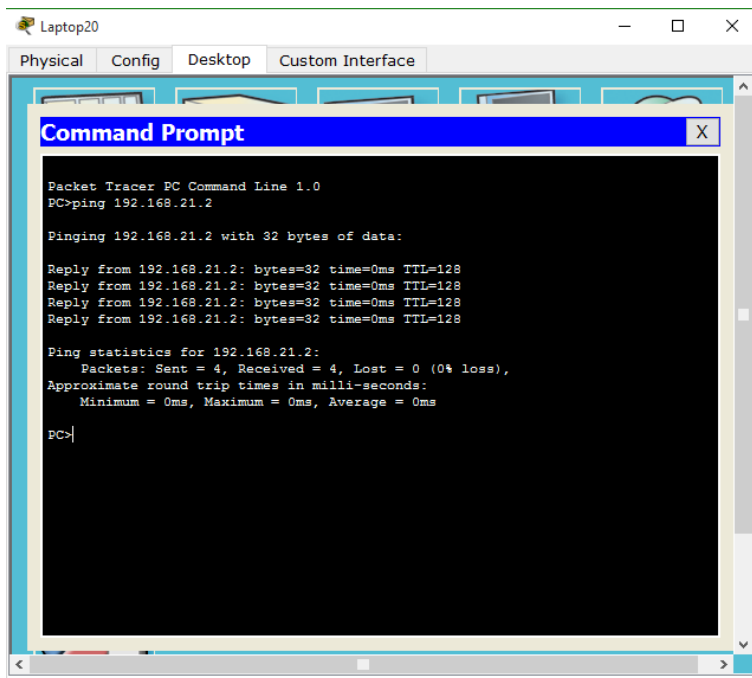 Laptop20
Physical Config Desktop Custom Interface
Command Prompt X
Packet Tracer PC Command Line 1.0
PC>ping 192.168.21.2
Pinging 192.168.21.2 with 32 bytes of data:
Reply from 192.168.21.2: bytes=32 time=0ms TTL=128
Reply from 192.168.21.2: bytes=32 time=0ms TTL=128
Reply from 192.168.21.2: bytes=32 time=0ms TTL=128
Reply from 192.168.21.2: bytes=32 time=0ms TTL=128
Ping statistics for 192.168.21.2:
Packets: Sent = 4, Received = 4, Lost = 0 (0% loss),
Approximate round trip times in milli-seconds:
Minimum = 0ms, Maximum = 0ms, Average = 0ms
PC>